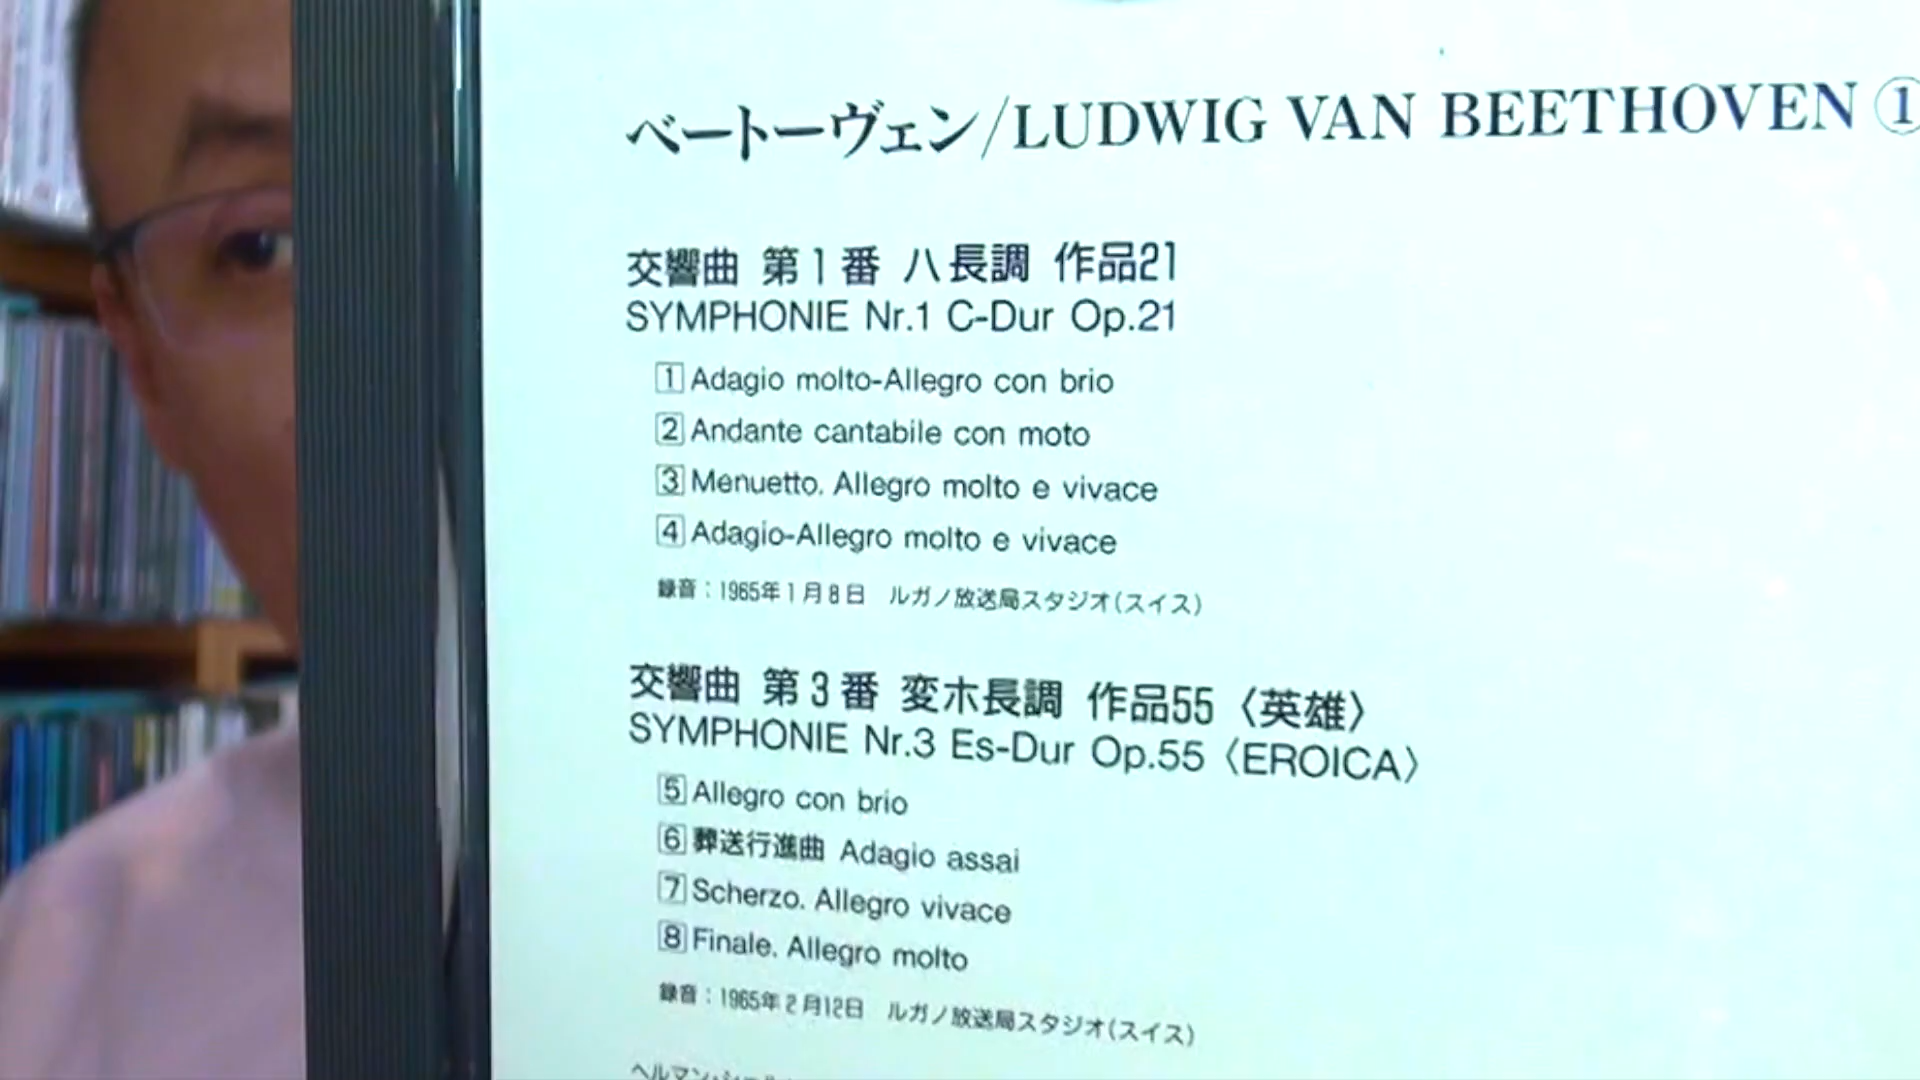 ベートーヴェン/LUDWIG VAN BEETHOVEN ①
交響曲 第1番 ハ長調 作品21
SYMPHONIE Nr.1 C-Dur Op.21
1 Adagio molto-Allegro con brio
2 Andante cantabile con moto
3 Menuetto. Allegro molto e vivace
4 Adagio-Allegro molto e vivace
録音：1965年1月8日 ルガノ放送局スタジオ(スイス)
交響曲 第3番 変ホ長調 作品55〈英雄〉
SYMPHONIE Nr.3 Es-Dur Op.55〈EROICA〉
5 Allegro con brio
6 葬送行進曲 Adagio assai
7 Scherzo. Allegro vivace
8 Finale. Allegro molto
録音：1965年2月12日 ルガノ放送局スタジオ(スイス)
ヘルマン・